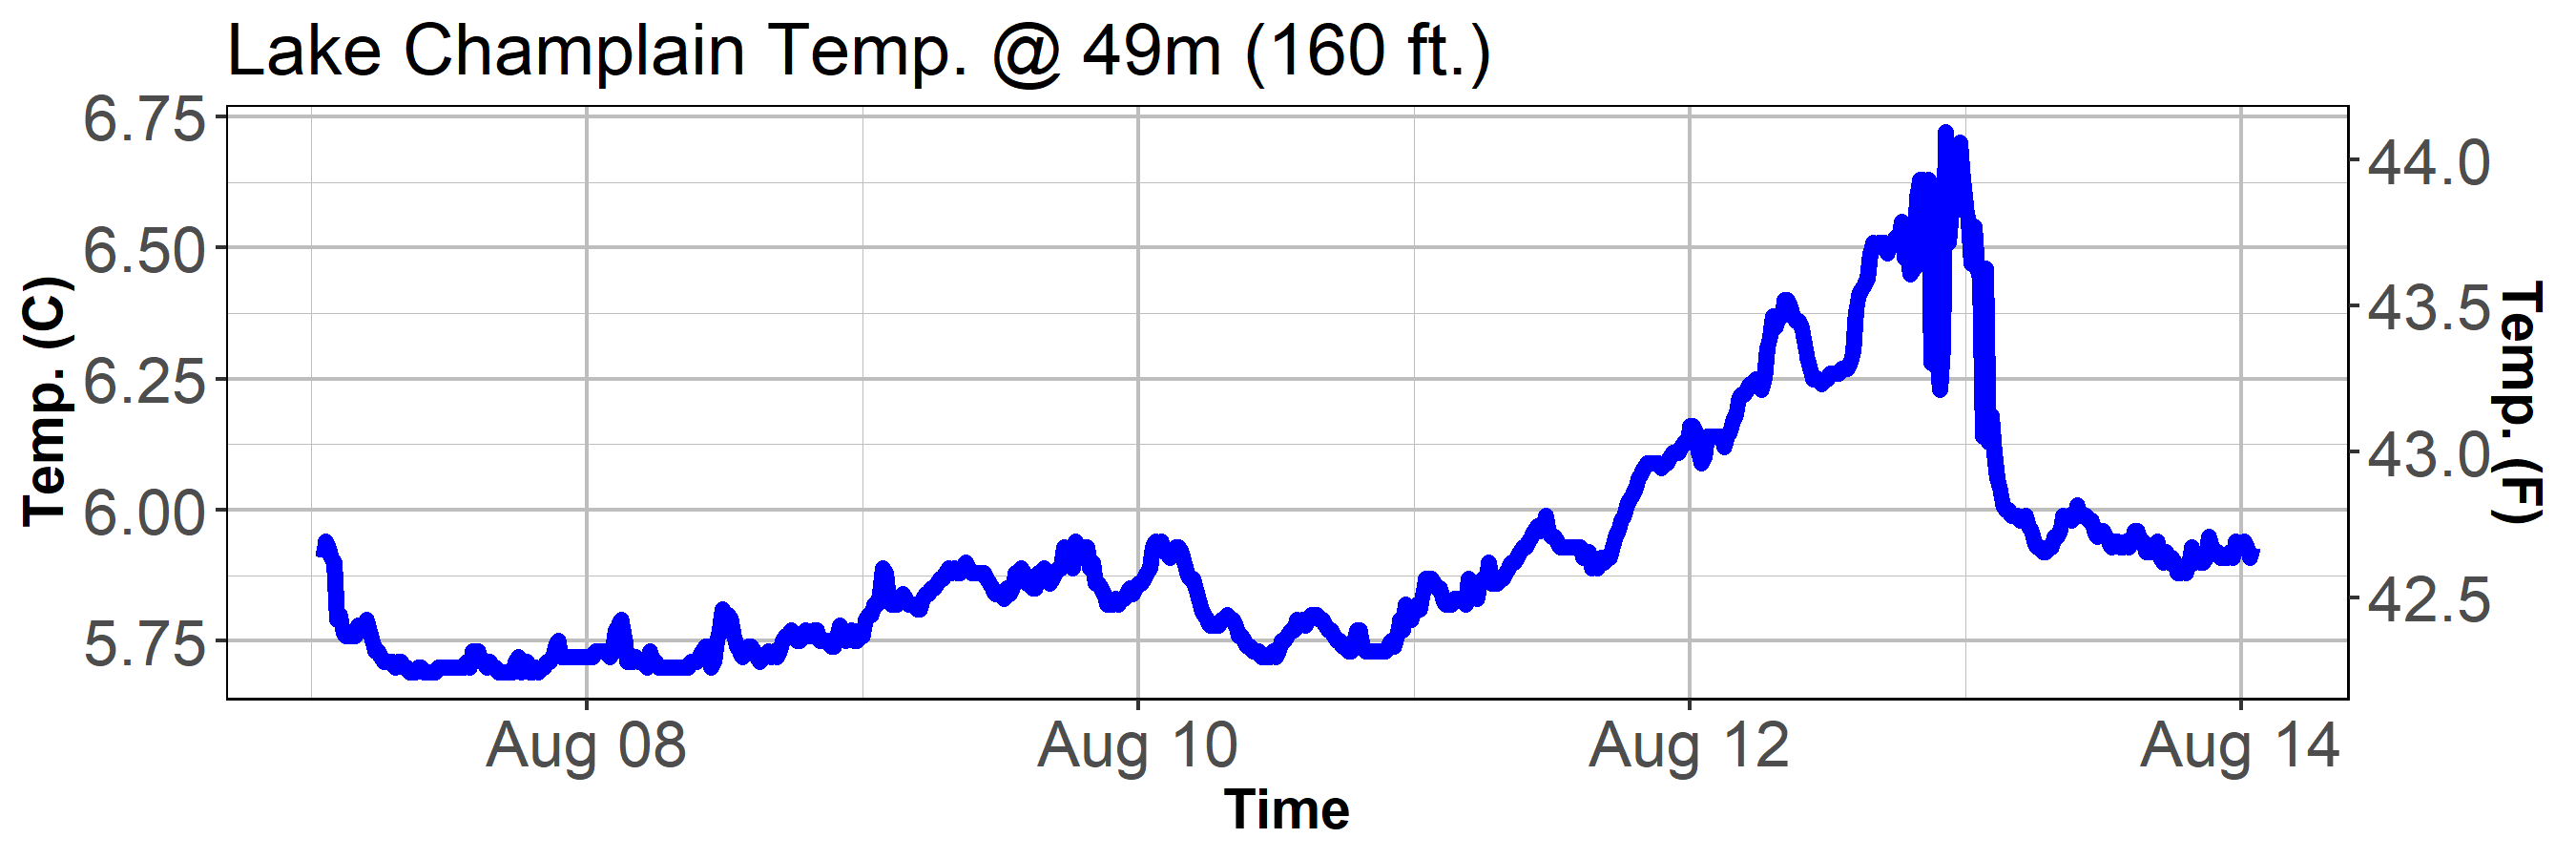 Lake Champlain Temp. @ 49m (160 ft.)
Temp. (C)
6.75
6.50
6.25
6.00
5.75
44.0
43.5
43.0
42.5
Temp. (F)
Aug 08 Aug 10 Aug 12 Aug 14
Time